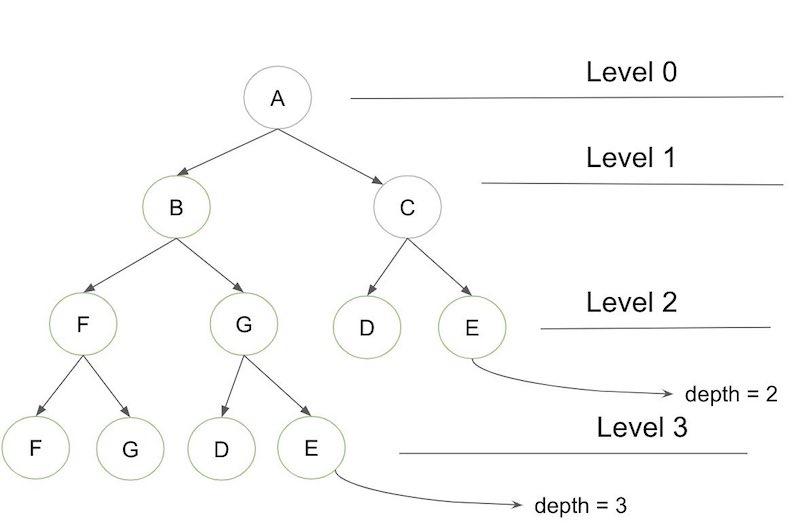 Level 0
A
Level 1
B
C
Level 2
F
G
D
E
depth = 2
Level 3
F
G
D
E
depth = 3